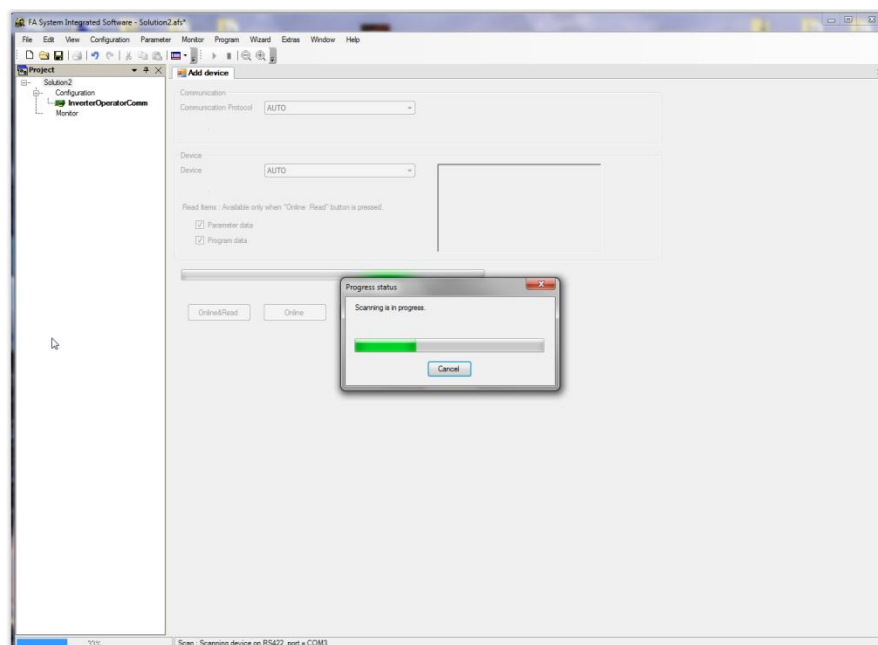 FA System Integrated Software - Solution2.afs*
File Edit View Configuration Parameter Monitor Program Wizard Extras Window Help
Project
Add device
Solution2
Configuration
InverterOperatorComm
Monitor
Communication
Communication Protocol AUTO
Device
Device AUTO
Read Items : Available only when "Online Read" button is pressed.
Parameter data
Program data
Progress status
Scanning is in progress.
Online&Read Online
Cancel
33% Scan : Scanning device on RS422, port = COM3